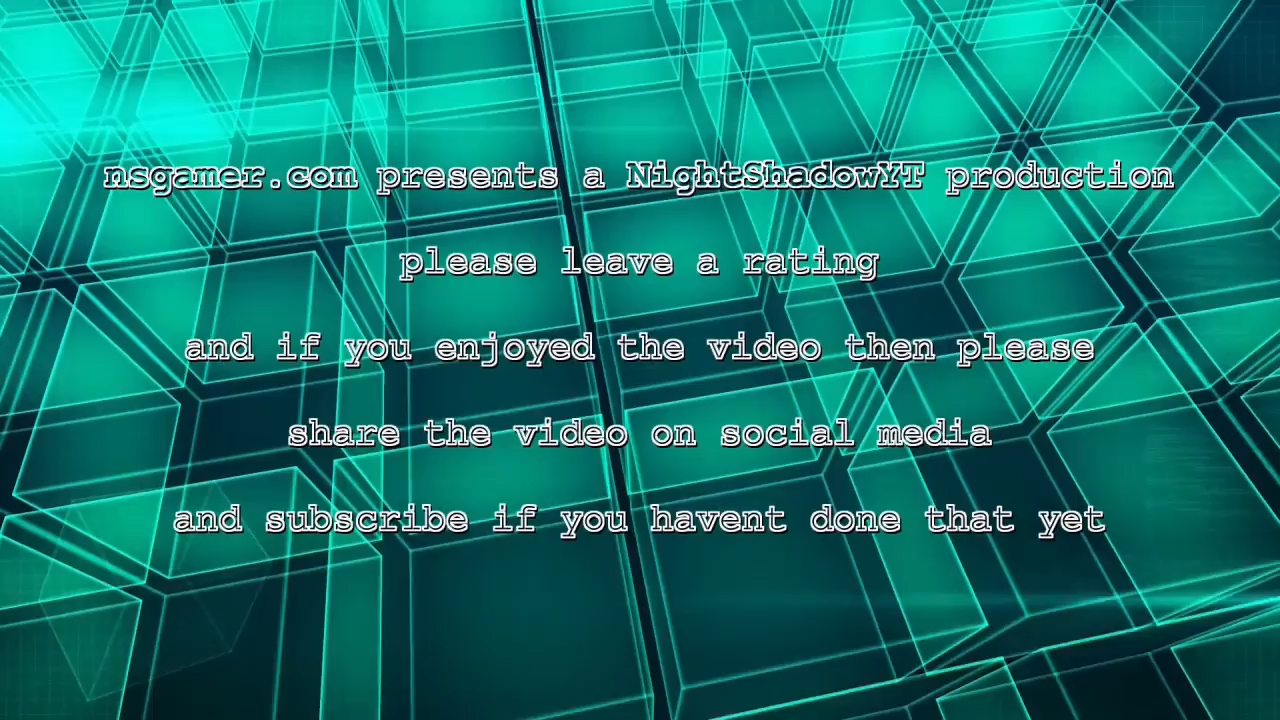 nsgamer.com presents a NightShadowYT production
please leave a rating
and if you enjoyed the video then please
share the video on social media
and subscribe if you havent done that yet